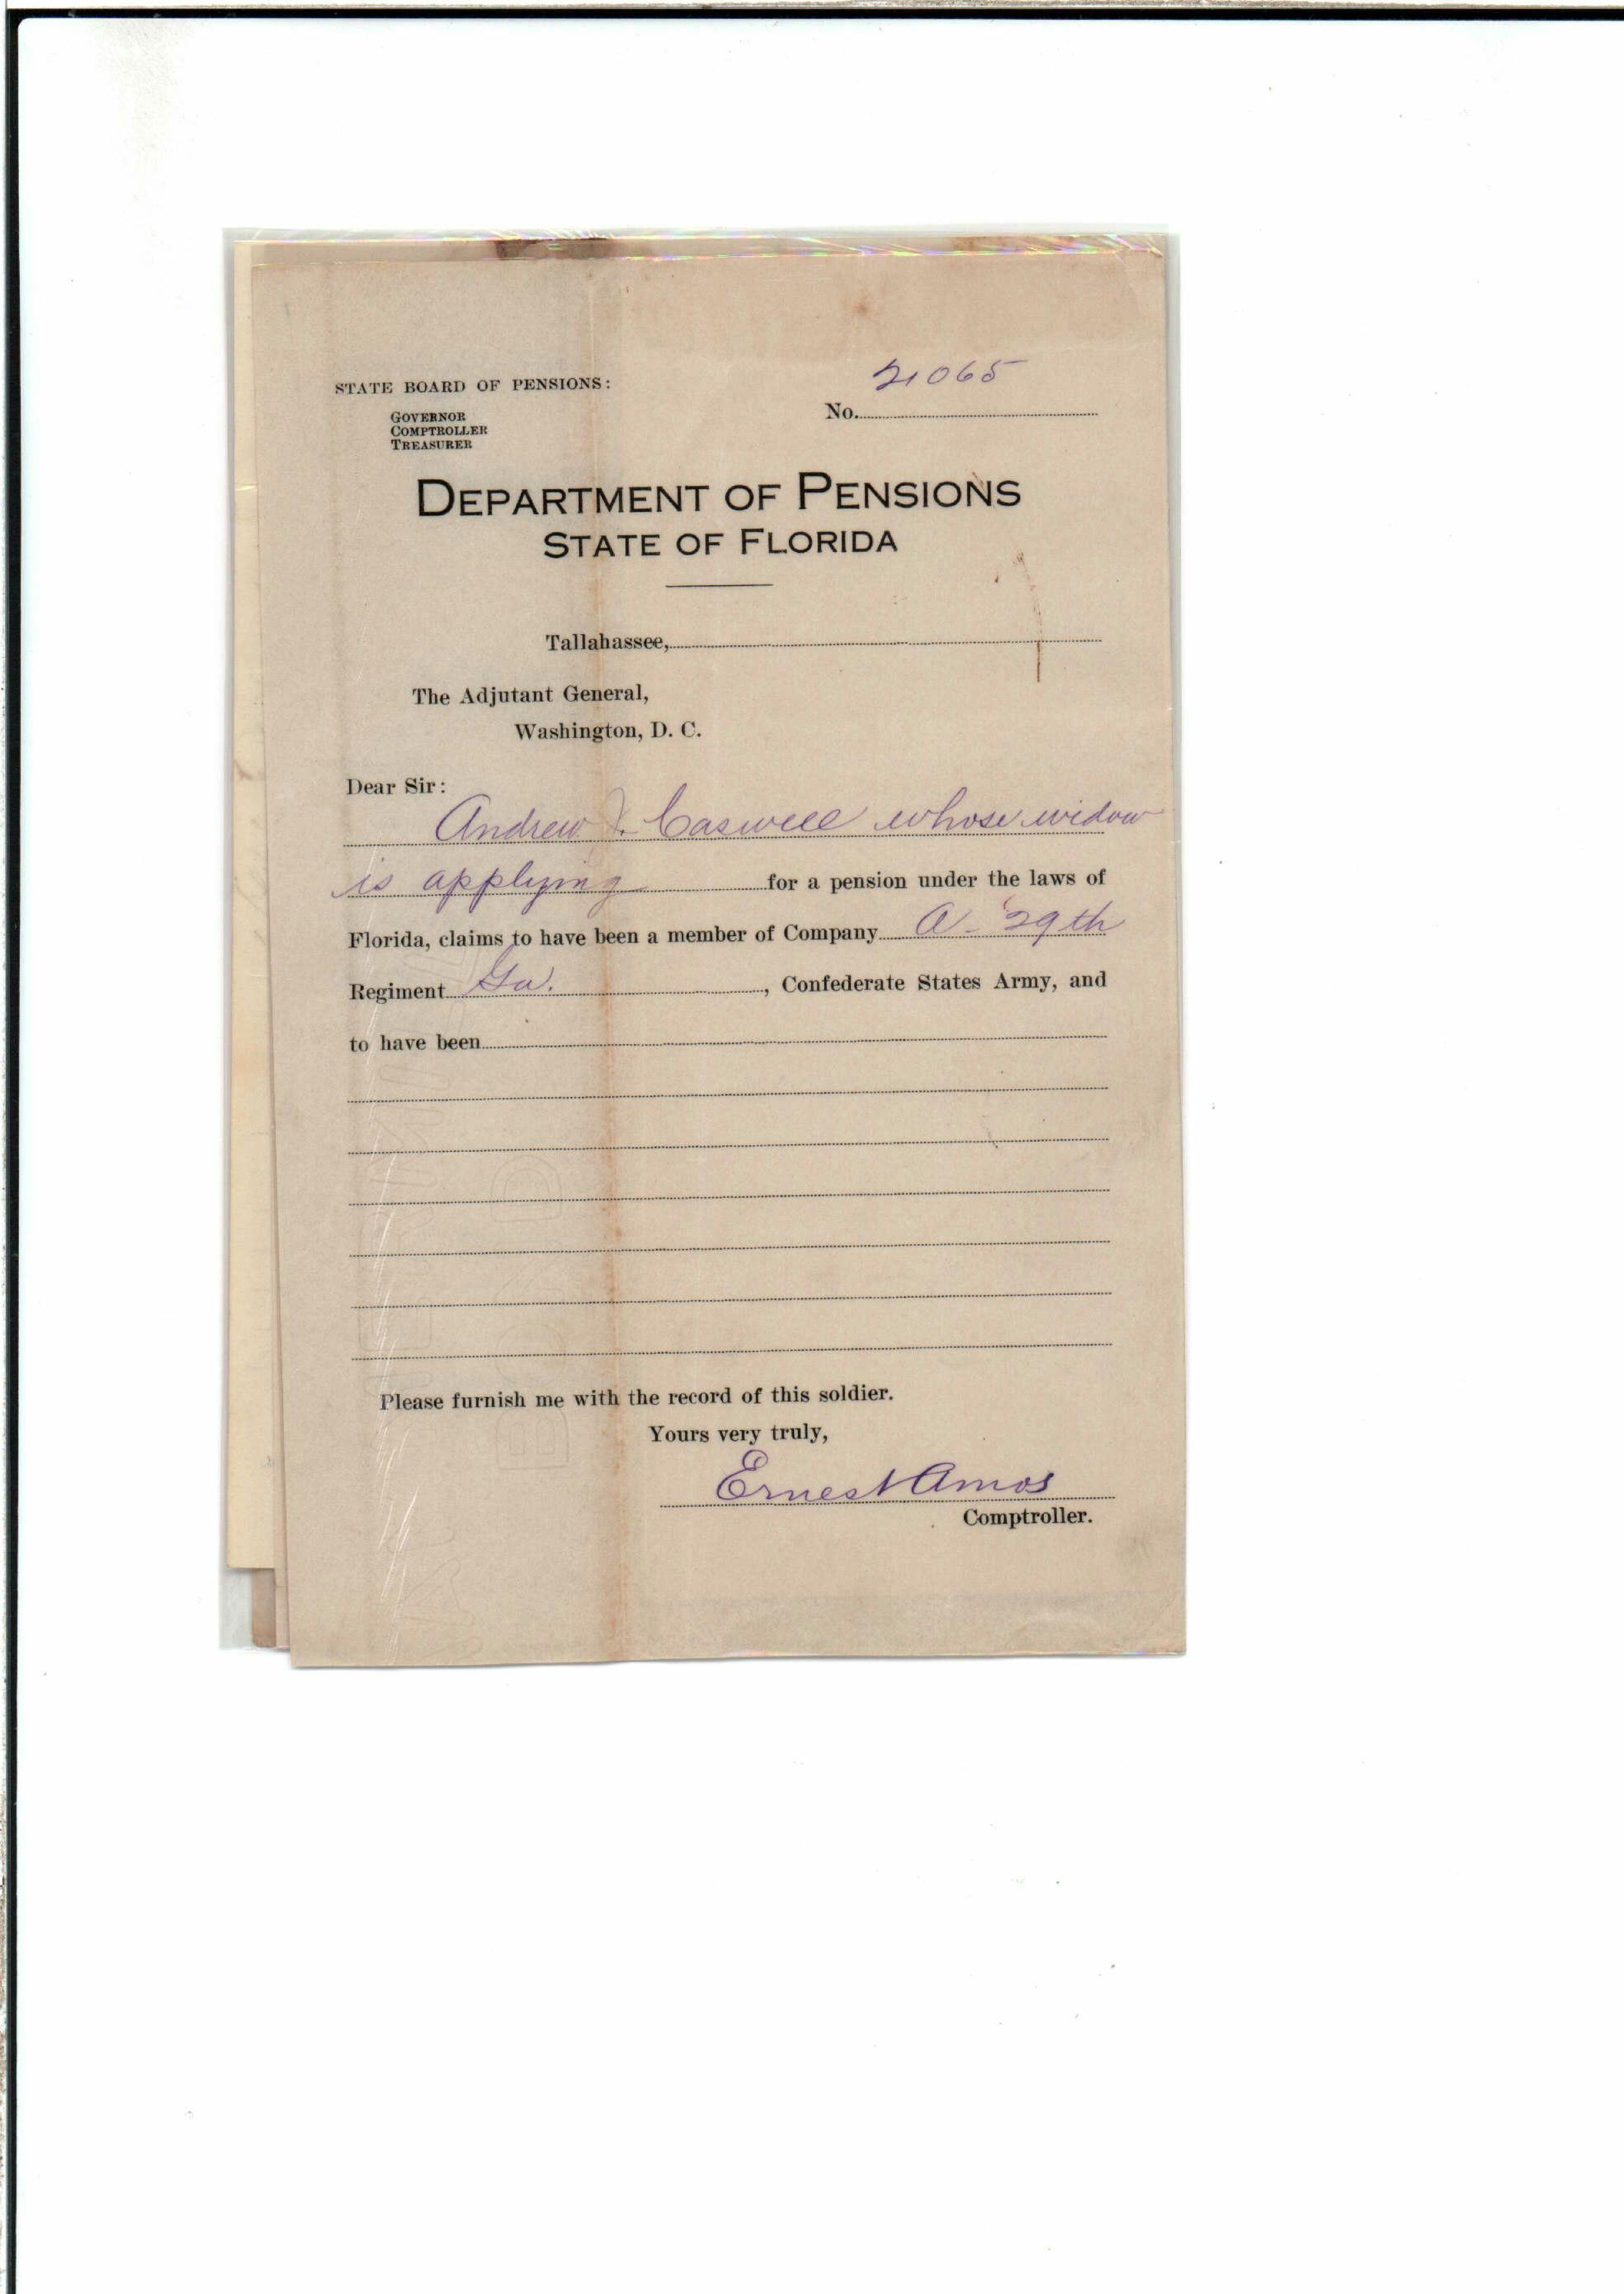 STATE BOARD OF PENSIONS:
GOVERNOR
COMPTROLLER
TREASURER
21065
No.
DEPARTMENT OF PENSIONS
STATE OF FLORIDA
Tallahassee,
The Adjutant General,
Washington, D. C.
Dear Sir:
Andrew J. Caswell whose widow
is applying for a pension under the laws of
Florida, claims to have been a member of Company A - 29th
Regiment Ga. , Confederate States Army, and
to have been
Please furnish me with the record of this soldier.
Yours very truly,
Ernest Amos
Comptroller.